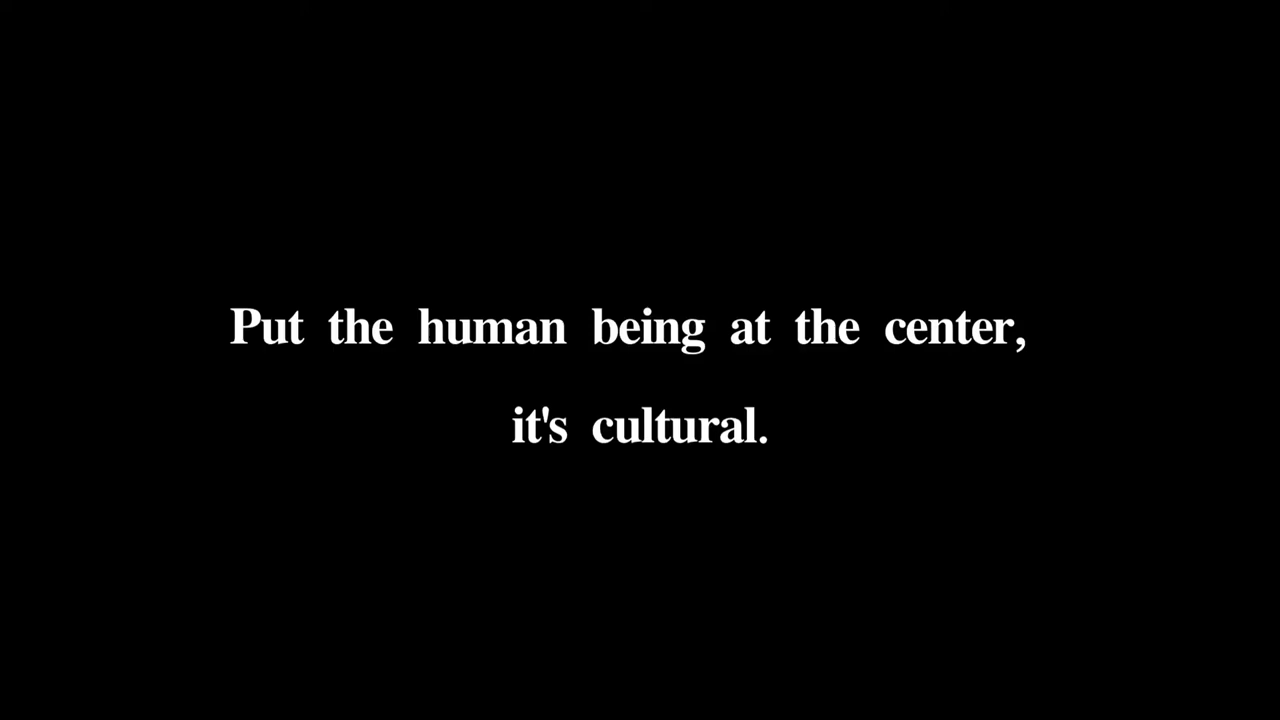 Put the human being at the center,
it's cultural.